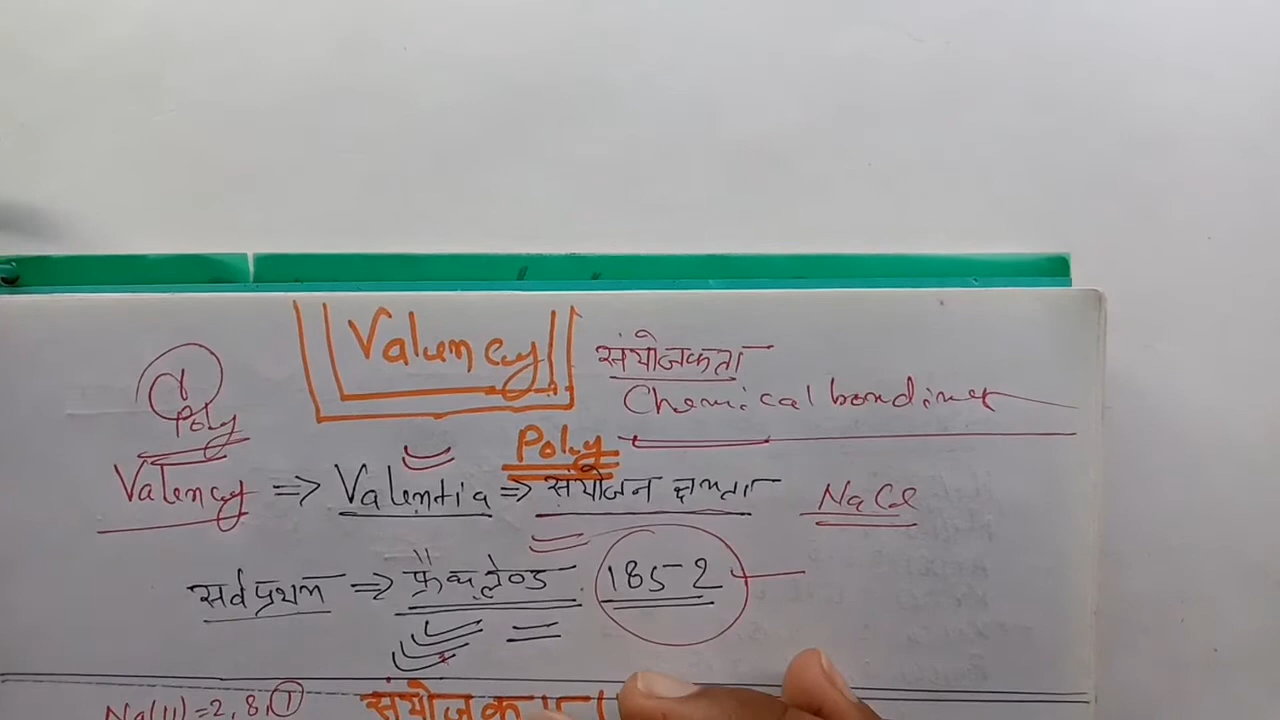 Valency संयोजकता
Chemical bonding
Poly
Poly
Valency => Valentia => संयोजन क्षमता NaCl
सर्वप्रथम => फ्रैंकलैण्ड 1852
Na(11)=2, 8, 1